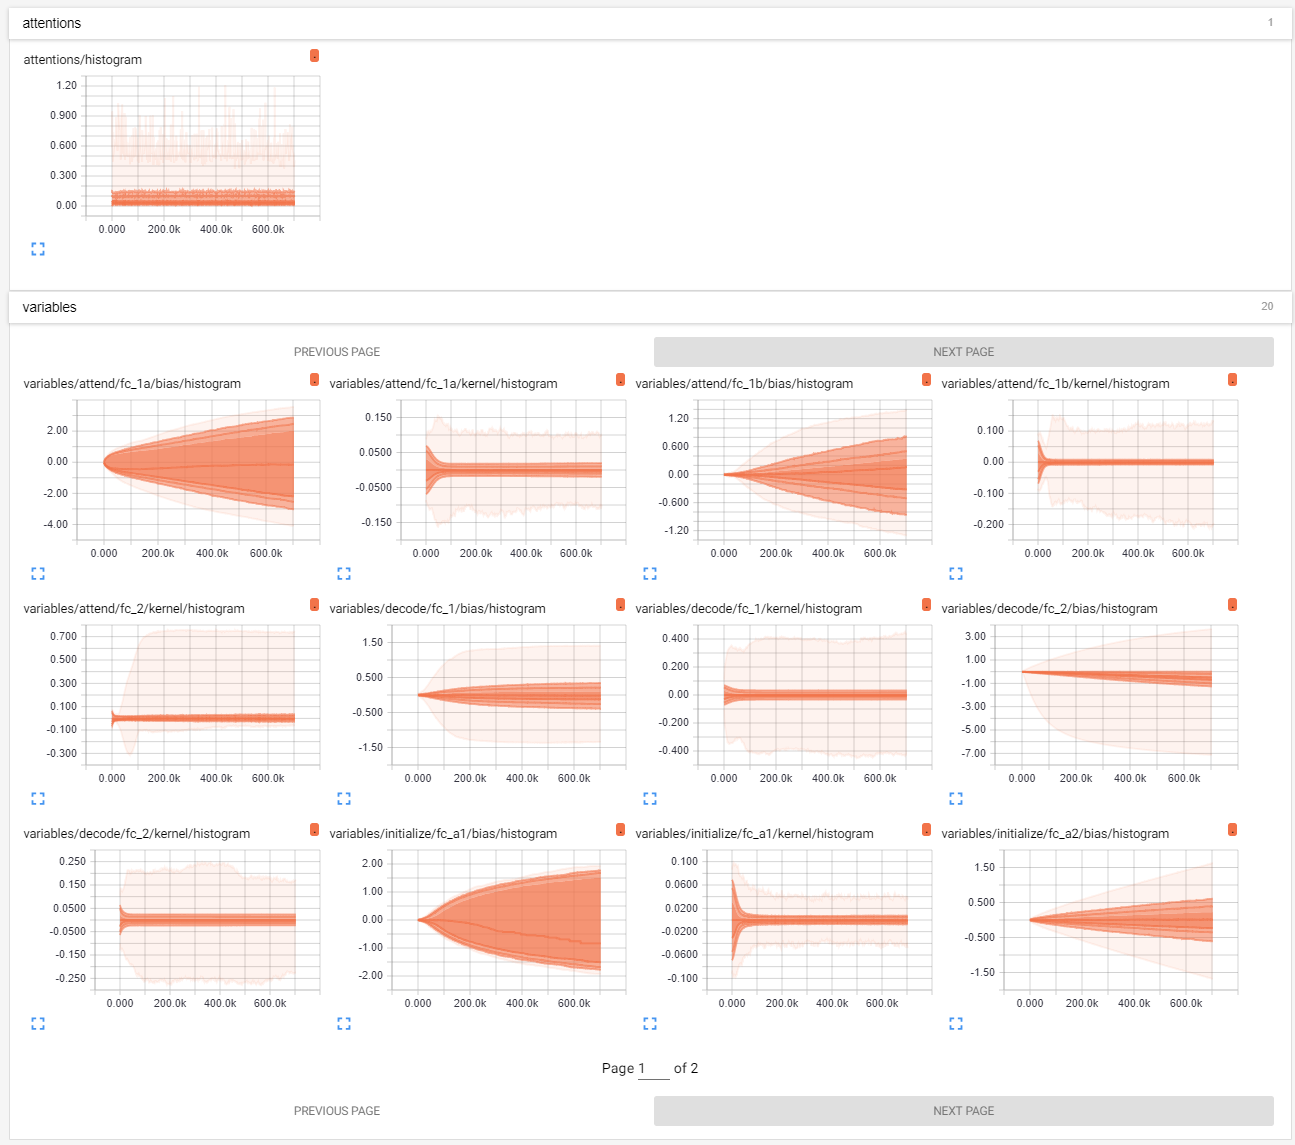 attentions 1
attentions/histogram .
1.20
0.900
0.600
0.300
0.00
0.000 200.0k 400.0k 600.0k
variables 20
PREVIOUS PAGE NEXT PAGE
variables/attend/fc_1a/bias/histogram .
2.00
0.00
-2.00
-4.00
0.000 200.0k 400.0k 600.0k
variables/attend/fc_1a/kernel/histogram .
0.150
0.0500
-0.0500
-0.150
0.000 200.0k 400.0k 600.0k
variables/attend/fc_1b/bias/histogram .
1.20
0.600
0.00
-0.600
-1.20
0.000 200.0k 400.0k 600.0k
variables/attend/fc_1b/kernel/histogram .
0.100
0.00
-0.100
-0.200
0.000 200.0k 400.0k 600.0k
variables/attend/fc_2/kernel/histogram .
0.700
0.500
0.300
0.100
-0.100
-0.300
0.000 200.0k 400.0k 600.0k
variables/decode/fc_1/bias/histogram .
1.50
0.500
-0.500
-1.50
0.000 200.0k 400.0k 600.0k
variables/decode/fc_1/kernel/histogram .
0.400
0.200
0.00
-0.200
-0.400
0.000 200.0k 400.0k 600.0k
variables/decode/fc_2/bias/histogram .
3.00
1.00
-1.00
-3.00
-5.00
-7.00
0.000 200.0k 400.0k 600.0k
variables/decode/fc_2/kernel/histogram .
0.250
0.150
0.0500
-0.0500
-0.150
-0.250
0.000 200.0k 400.0k 600.0k
variables/initialize/fc_a1/bias/histogram .
2.00
1.00
0.00
-1.00
-2.00
0.000 200.0k 400.0k 600.0k
variables/initialize/fc_a1/kernel/histogram .
0.100
0.0600
0.0200
-0.0200
-0.0600
-0.100
0.000 200.0k 400.0k 600.0k
variables/initialize/fc_a2/bias/histogram .
1.50
0.500
-0.500
-1.50
0.000 200.0k 400.0k 600.0k
Page 1 of 2
PREVIOUS PAGE NEXT PAGE